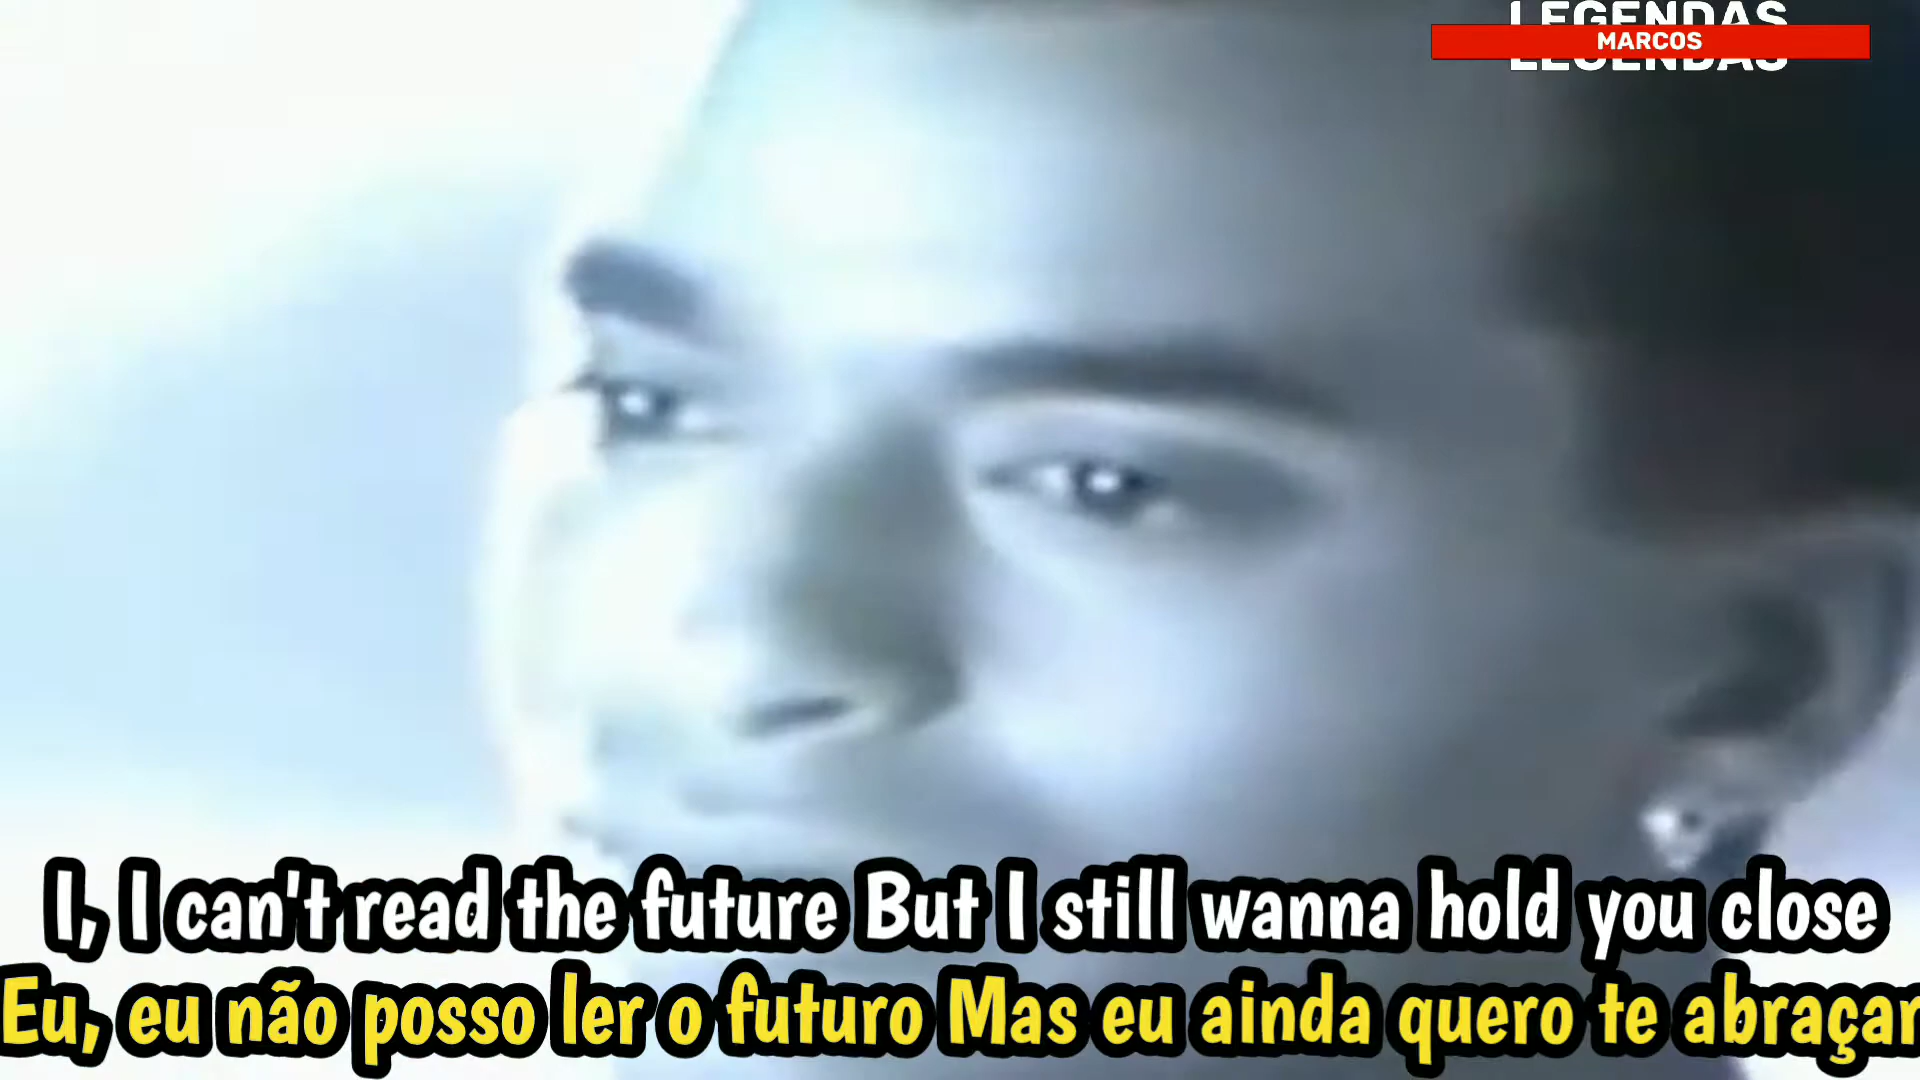 LEGENDAS
MARCOS
LEGENDAS
I, I can't read the future But I still wanna hold you close
Eu, eu não posso ler o futuro Mas eu ainda quero te abraçar